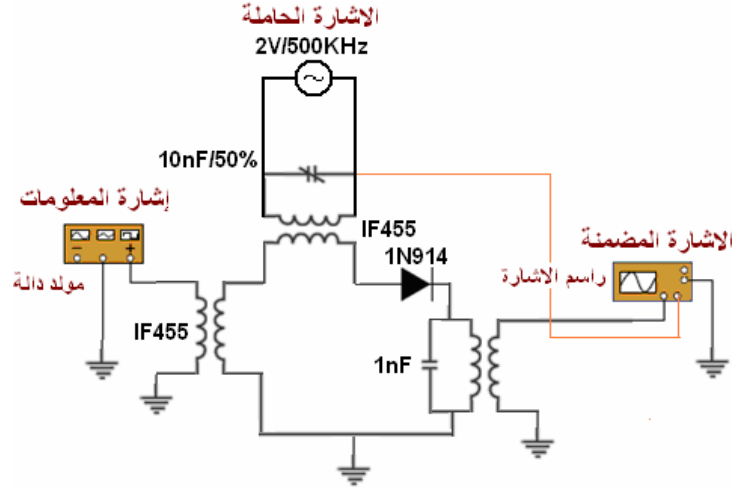 الاشارة الحاملة
2V/500KHz
10nF/50%
إشارة المعلومات
IF455
1N914
الاشارة المضمنة
راسم الاشارة
مولد دالة
IF455
1nF